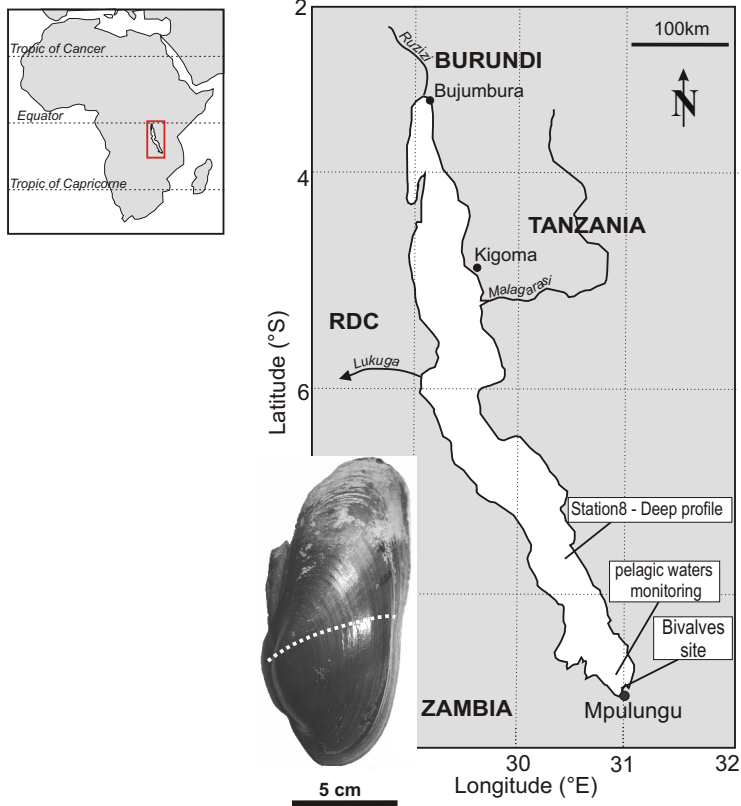 Tropic of Cancer
Equator
Tropic of Capricorne
2
4
6
Latitude (°S)
100km
N
Ruzizi
BURUNDI
Bujumbura
TANZANIA
Kigoma
Malagarasi
RDC
Lukuga
Station8 - Deep profile
pelagic waters
monitoring
Bivalves
site
ZAMBIA
Mpulungu
30
31
32
Longitude (°E)
5 cm